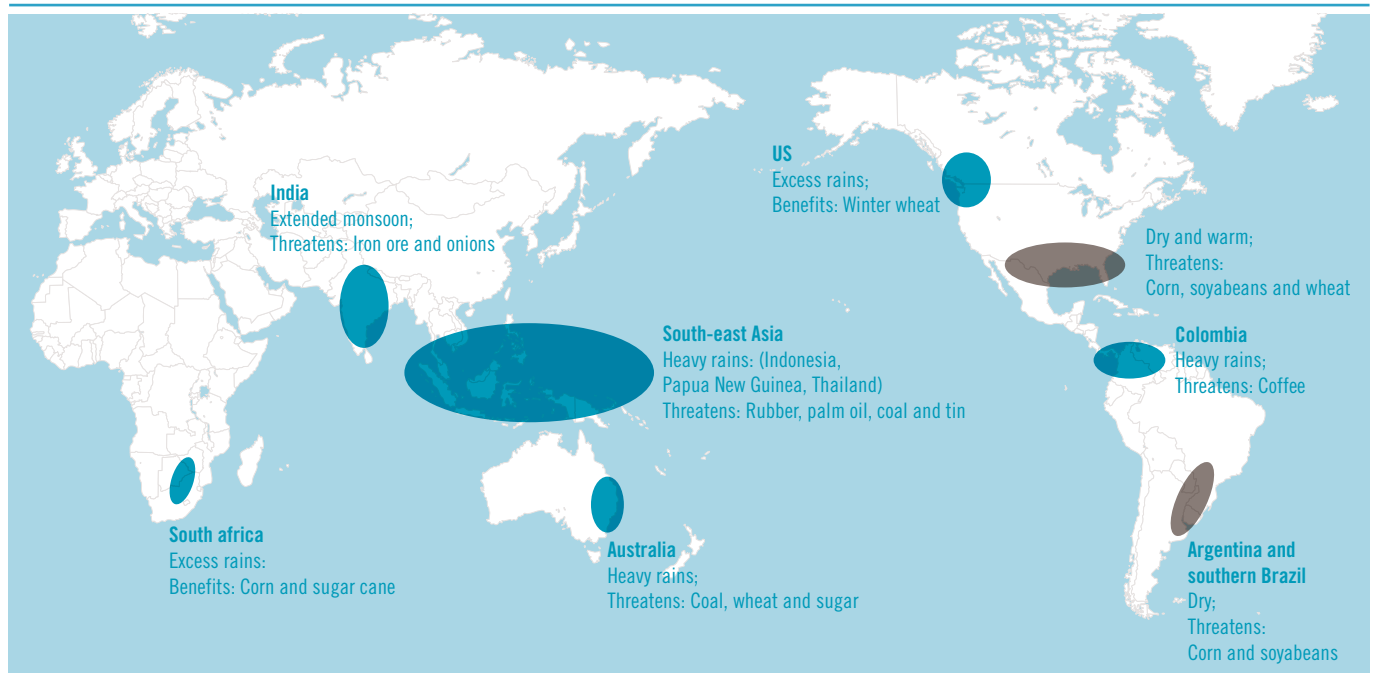 US
Excess rains;
Benefits: Winter wheat
India
Extended monsoon;
Threatens: Iron ore and onions
Dry and warm;
Threatens:
Corn, soyabeans and wheat
South-east Asia
Heavy rains: (Indonesia,
Papua New Guinea, Thailand)
Threatens: Rubber, palm oil, coal and tin
Colombia
Heavy rains;
Threatens: Coffee
South africa
Excess rains:
Benefits: Corn and sugar cane
Australia
Heavy rains;
Threatens: Coal, wheat and sugar
Argentina and
southern Brazil
Dry;
Threatens:
Corn and soyabeans